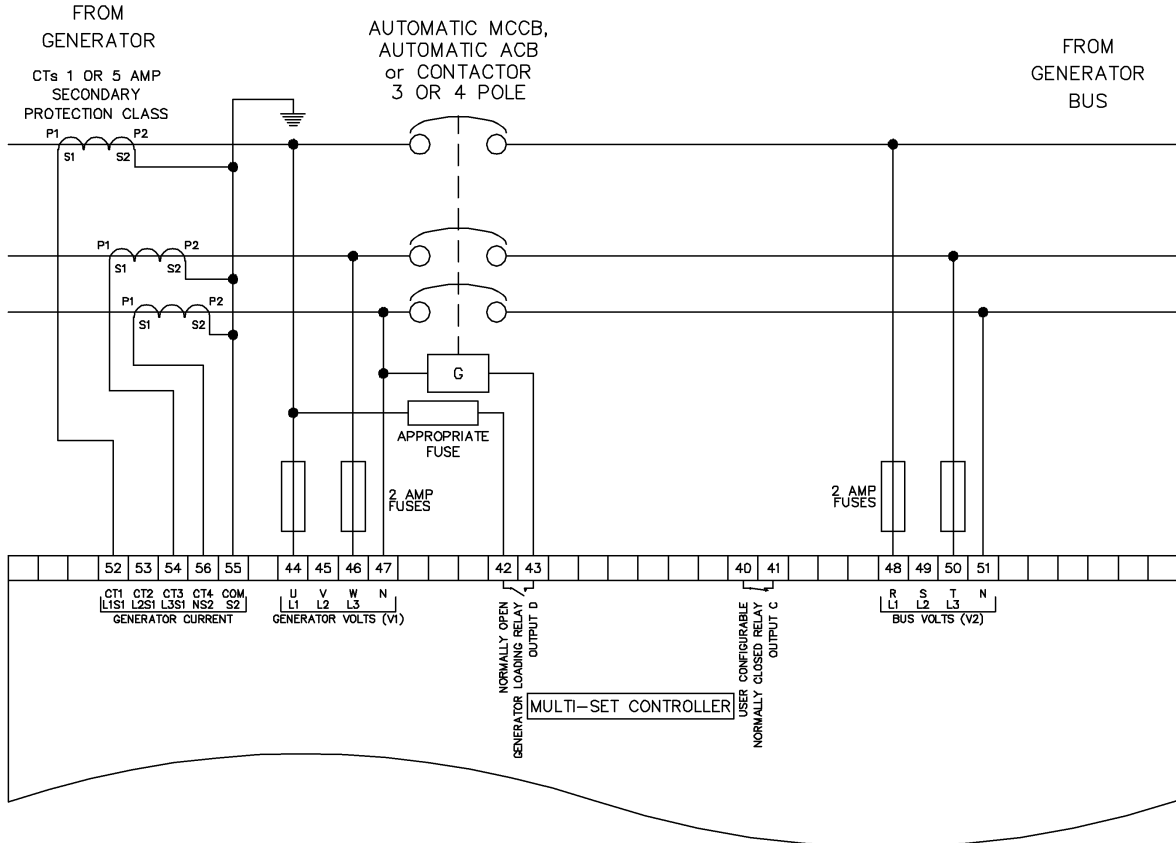 FROM
GENERATOR
CTs 1 OR 5 AMP
SECONDARY
PROTECTION CLASS
AUTOMATIC MCCB,
AUTOMATIC ACB
or CONTACTOR
3 OR 4 POLE
FROM
GENERATOR
BUS
P1 P2
S1 S2
P1 P2
S1 S2
P1 P2
S1 S2
G
APPROPRIATE
FUSE
2 AMP
FUSES
2 AMP
FUSES
52 53 54 56 55 44 45 46 47 42 43 40 41 48 49 50 51
CT1 CT2 CT3 CT4 COM
L1S1 L2S1 L3S1 NS2 S2
GENERATOR CURRENT
U V W N
L1 L2 L3
GENERATOR VOLTS (V1)
NORMALLY OPEN
GENERATOR LOADING RELAY
OUTPUT D
MULTI-SET CONTROLLER
USER CONFIGURABLE
NORMALLY CLOSED RELAY
OUTPUT C
R S T N
L1 L2 L3
BUS VOLTS (V2)